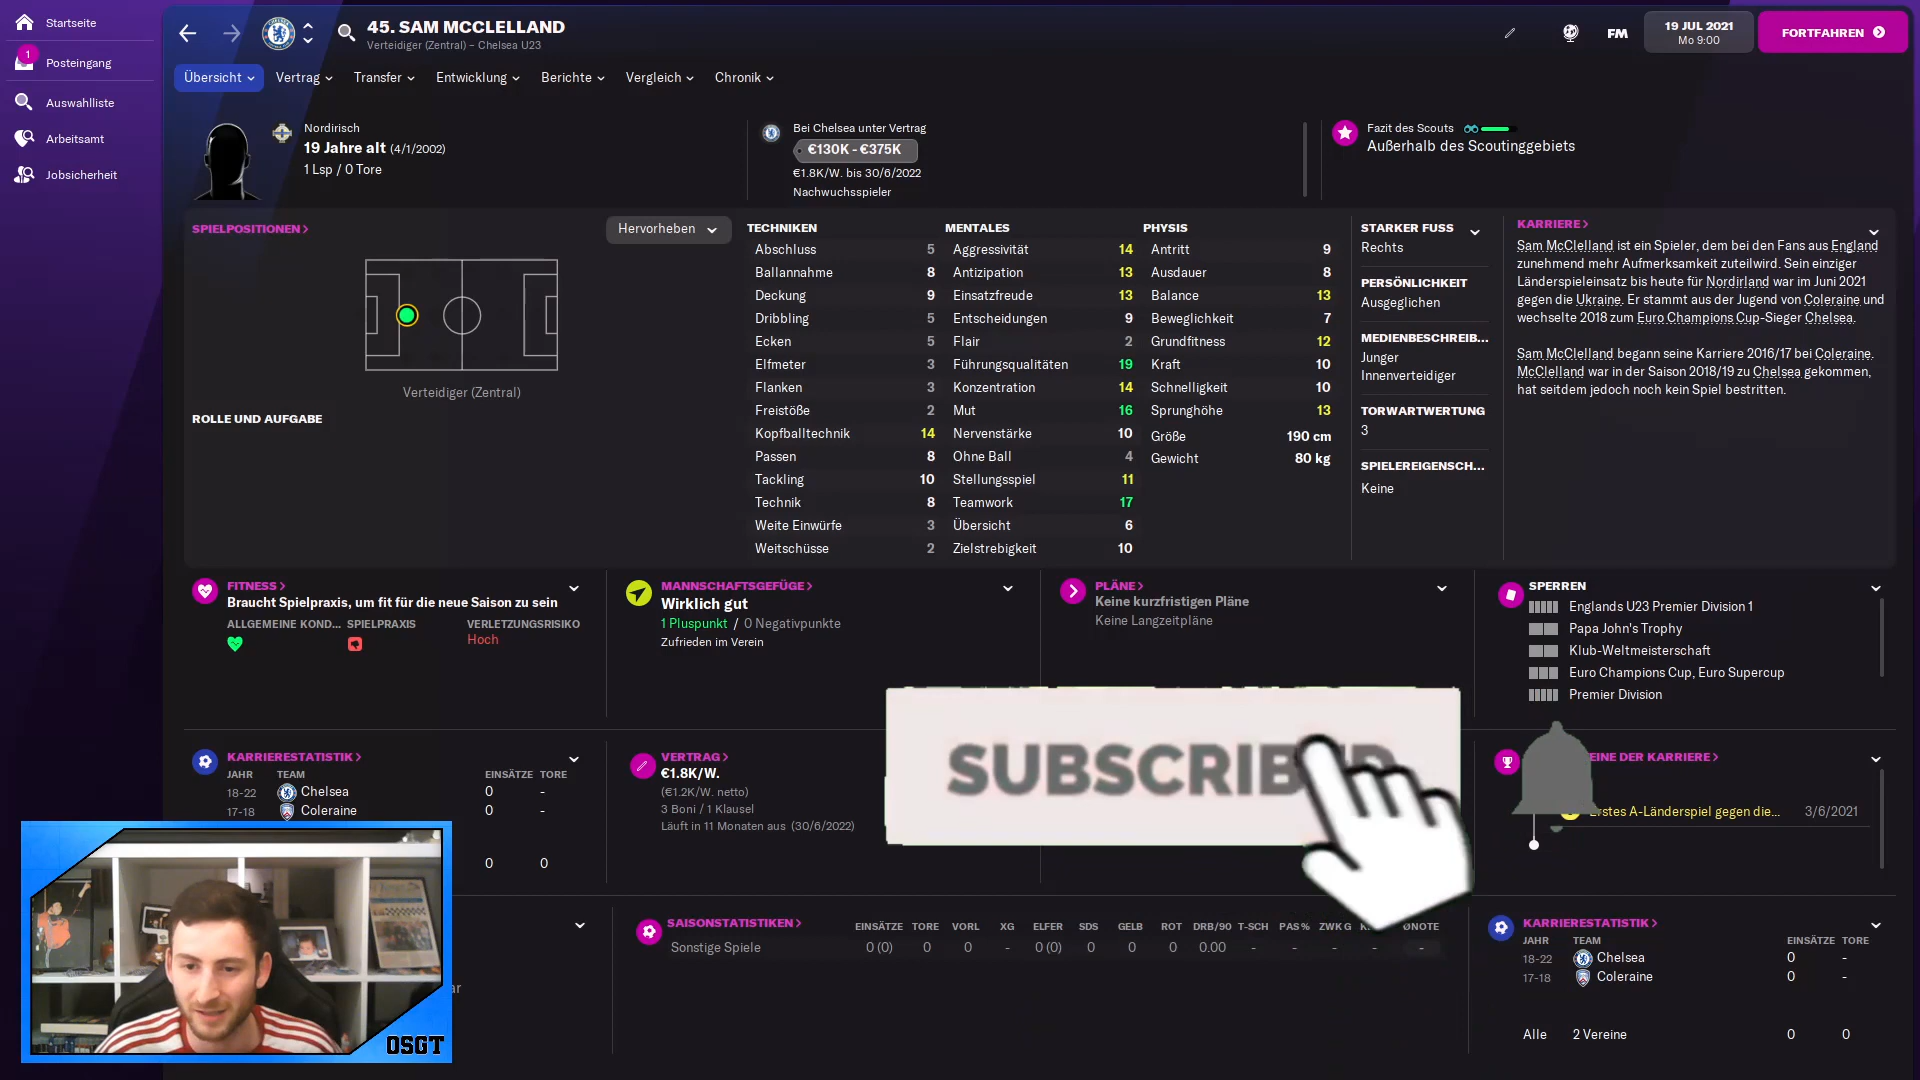 Startseite
1
Posteingang
Auswahlliste
Arbeitsamt
Jobsicherheit
45. SAM MCCLELLAND
Verteidiger (Zentral) – Chelsea U23
FM
19 JUL 2021
Mo 9:00
FORTFAHREN
Übersicht Vertrag Transfer Entwicklung Berichte Vergleich Chronik
Nordirisch
19 Jahre alt (4/1/2002)
1 Lsp / 0 Tore
Bei Chelsea unter Vertrag
€130K - €375K
€1.8K/W. bis 30/6/2022
Nachwuchsspieler
Fazit des Scouts
Außerhalb des Scoutinggebiets
SPIELPOSITIONEN
Hervorheben
Verteidiger (Zentral)
ROLLE UND AUFGABE
TECHNIKEN
Abschluss 5
Ballannahme 8
Deckung 9
Dribbling 5
Ecken 5
Elfmeter 3
Flanken 3
Freistöße 2
Kopfballtechnik 14
Passen 8
Tackling 10
Technik 8
Weite Einwürfe 3
Weitschüsse 2
MENTALES
Aggressivität 14
Antizipation 13
Einsatzfreude 13
Entscheidungen 9
Flair 2
Führungsqualitäten 19
Konzentration 14
Mut 16
Nervenstärke 10
Ohne Ball 4
Stellungsspiel 11
Teamwork 17
Übersicht 6
Zielstrebigkeit 10
PHYSIS
Antritt 9
Ausdauer 8
Balance 13
Beweglichkeit 7
Grundfitness 12
Kraft 10
Schnelligkeit 10
Sprunghöhe 13
Größe 190 cm
Gewicht 80 kg
STARKER FUSS
Rechts
PERSÖNLICHKEIT
Ausgeglichen
MEDIENBESCHREIB...
Junger
Innenverteidiger
TORWARTWERTUNG
3
SPIELEREIGENSCH...
Keine
KARRIERE
Sam McClelland ist ein Spieler, dem bei den Fans aus England
zunehmend mehr Aufmerksamkeit zuteilwird. Sein einziger
Länderspieleinsatz bis heute für Nordirland war im Juni 2021
gegen die Ukraine. Er stammt aus der Jugend von Coleraine und
wechselte 2018 zum Euro Champions Cup-Sieger Chelsea.
Sam McClelland begann seine Karriere 2016/17 bei Coleraine.
McClelland war in der Saison 2018/19 zu Chelsea gekommen,
hat seitdem jedoch noch kein Spiel bestritten.
FITNESS
Braucht Spielpraxis, um fit für die neue Saison zu sein
ALLGEMEINE KOND... SPIELPRAXIS VERLETZUNGSRISIKO
Hoch
MANNSCHAFTSGEFÜGE
Wirklich gut
1 Pluspunkt / 0 Negativpunkte
Zufrieden im Verein
PLÄNE
Keine kurzfristigen Pläne
Keine Langzeitpläne
SPERREN
Englands U23 Premier Division 1
Papa John's Trophy
Klub-Weltmeisterschaft
Euro Champions Cup, Euro Supercup
Premier Division
KARRIERESTATISTIK
JAHR TEAM EINSÄTZE TORE
18-22 Chelsea 0 -
17-18 Coleraine 0 -
0 0
VERTRAG
€1.8K/W.
(€1.2K/W. netto)
3 Boni / 1 Klausel
Läuft in 11 Monaten aus (30/6/2022)
EINE DER KARRIERE
Erstes A-Länderspiel gegen die... 3/6/2021
OSGT
ar
SAISONSTATISTIKEN
EINSÄTZE TORE VORL XG ELFER SDS GELB ROT DRB/90 T-SCH PAS % ZWK G ØNOTE
Sonstige Spiele 0 (0) 0 0 - 0 (0) 0 0 0 0.00 - - - - -
KARRIERESTATISTIK
JAHR TEAM EINSÄTZE TORE
18-22 Chelsea 0 -
17-18 Coleraine 0 -
Alle 2 Vereine 0 0